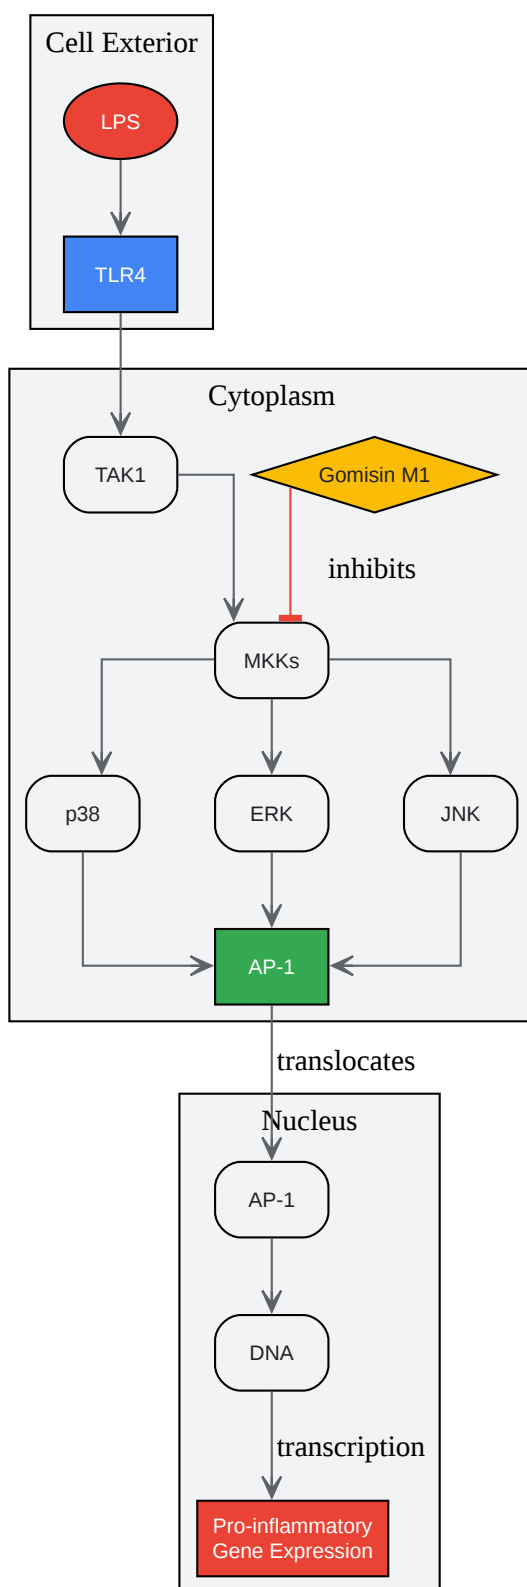 Cell Exterior
LPS
TLR4
Cytoplasm
TAK1
Gomisin M1
inhibits
MKKs
p38
ERK
JNK
AP-1
translocates
Nucleus
AP-1
DNA
transcription
Pro-inflammatory
Gene Expression